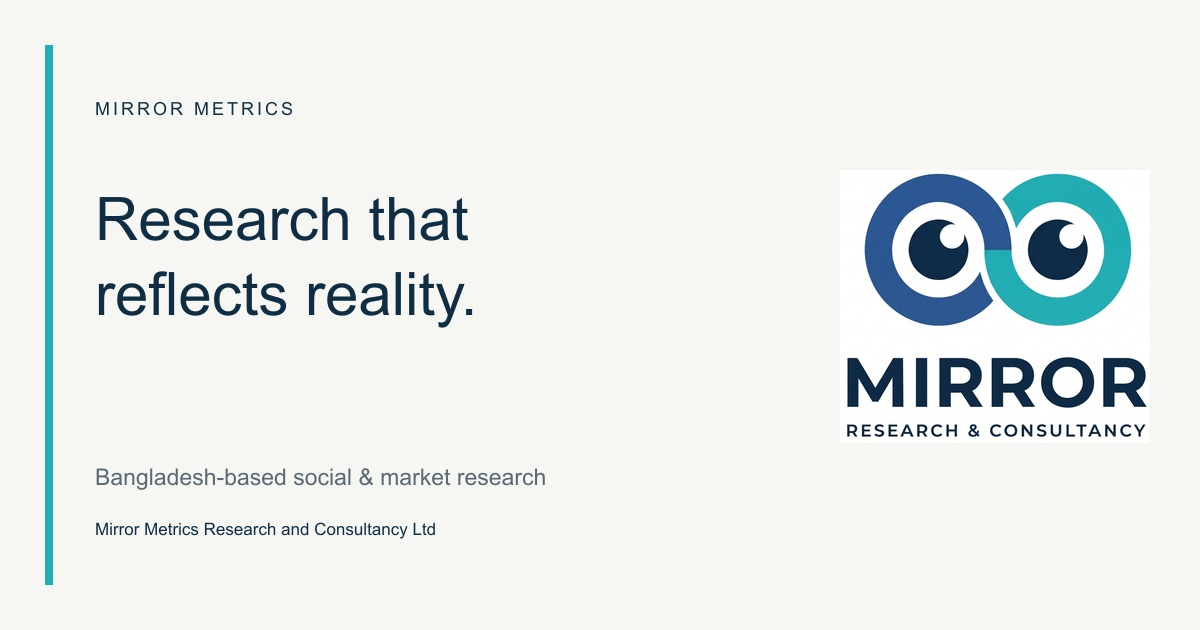 MIRROR METRICS
Research that
reflects reality.
Bangladesh-based social & market research
Mirror Metrics Research and Consultancy Ltd
MIRROR
RESEARCH & CONSULTANCY